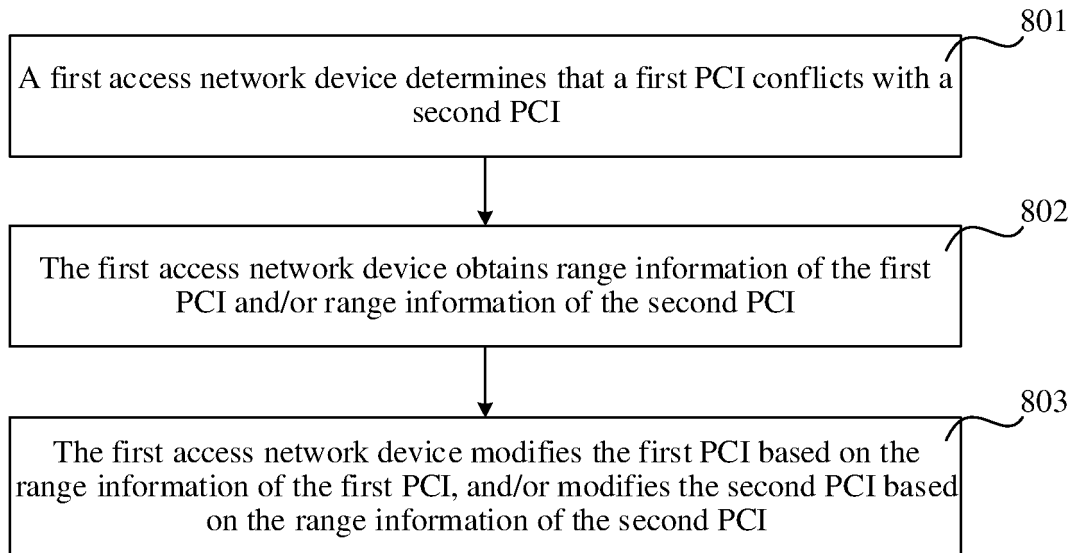 801
A first access network device determines that a first PCI conflicts with a
second PCI
802
The first access network device obtains range information of the first
PCI and/or range information of the second PCI
803
The first access network device modifies the first PCI based on the
range information of the first PCI, and/or modifies the second PCI based
on the range information of the second PCI